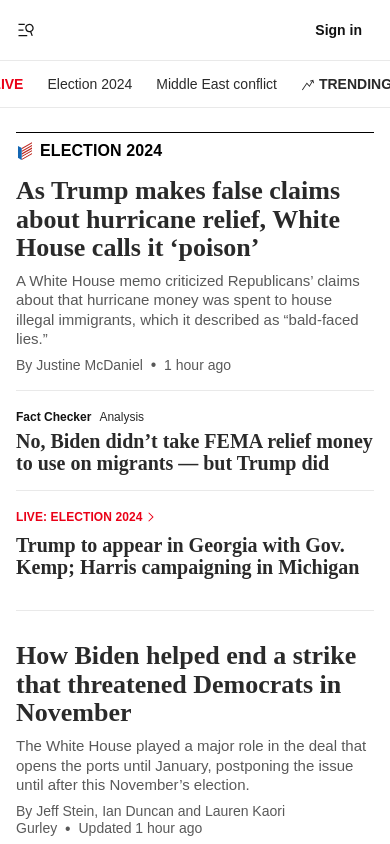 Sign in
IVE Election 2024 Middle East conflict TRENDING
ELECTION 2024
As Trump makes false claims
about hurricane relief, White
House calls it ‘poison’
A White House memo criticized Republicans’ claims
about that hurricane money was spent to house
illegal immigrants, which it described as “bald-faced
lies.”
By Justine McDaniel • 1 hour ago
Fact Checker Analysis
No, Biden didn’t take FEMA relief money
to use on migrants — but Trump did
LIVE: ELECTION 2024
Trump to appear in Georgia with Gov.
Kemp; Harris campaigning in Michigan
How Biden helped end a strike
that threatened Democrats in
November
The White House played a major role in the deal that
opens the ports until January, postponing the issue
until after this November’s election.
By Jeff Stein, Ian Duncan and Lauren Kaori
Gurley • Updated 1 hour ago